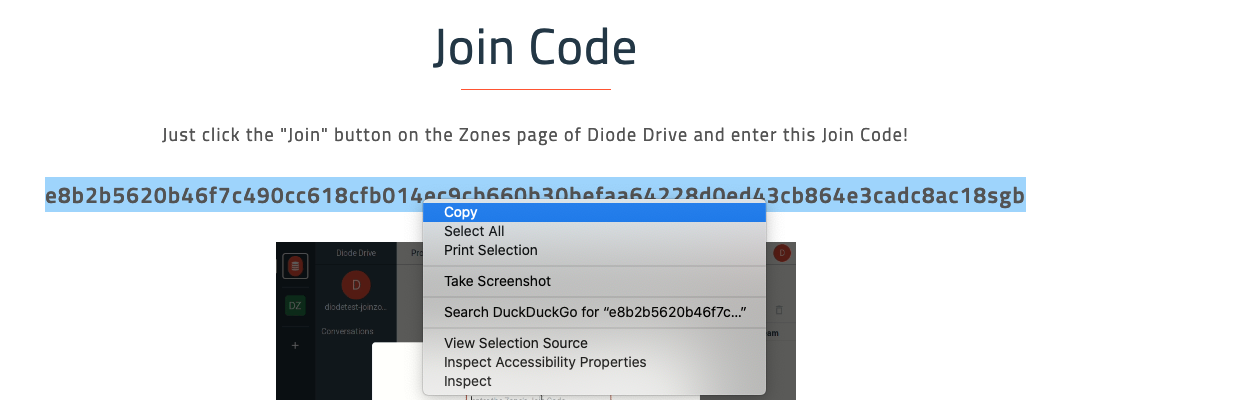 Join Code
Just click the "Join" button on the Zones page of Diode Drive and enter this Join Code!
e8b2b5620b46f7c490cc618cfb014ec9cb660b30befaa64228d0ed43cb864e3cadc8ac18sgb
Copy
Select All
Print Selection
Take Screenshot
Search DuckDuckGo for “e8b2b5620b46f7c…”
View Selection Source
Inspect Accessibility Properties
Inspect
Diode Drive
D
D
diodetest-joinzo...
DZ
Conversations
+